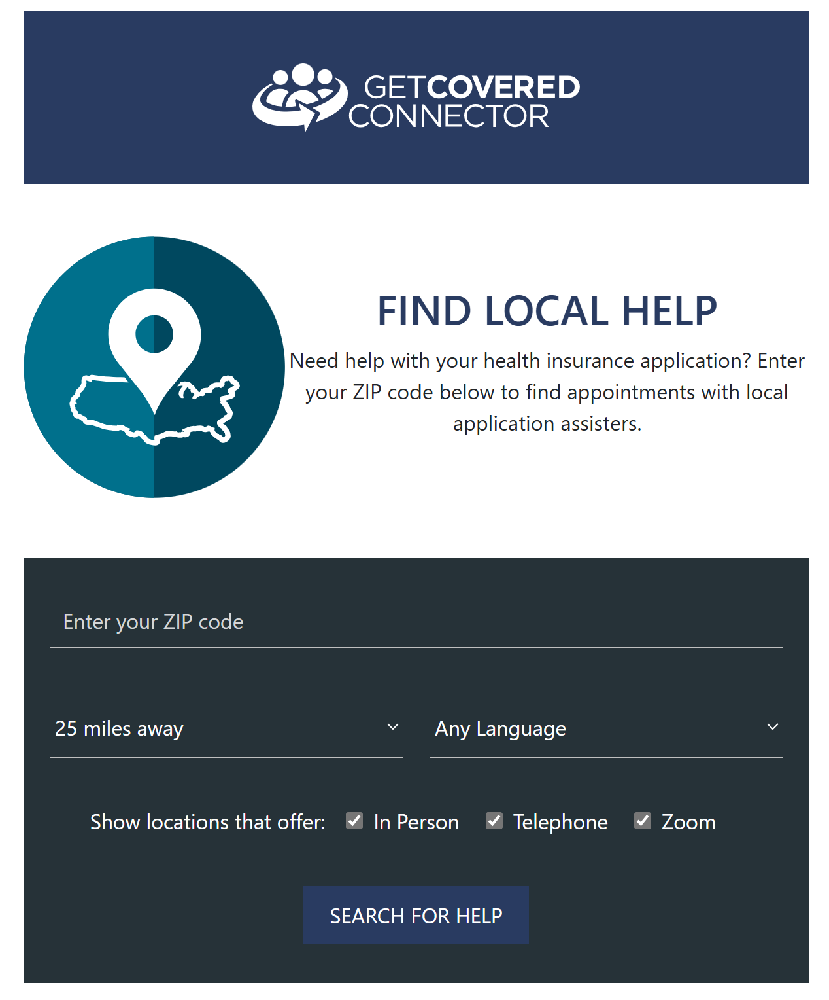 GETCOVERED
CONNECTOR
FIND LOCAL HELP
Need help with your health insurance application? Enter
your ZIP code below to find appointments with local
application assisters.
Enter your ZIP code
25 miles away
Any Language
Show locations that offer: In Person Telephone Zoom
SEARCH FOR HELP